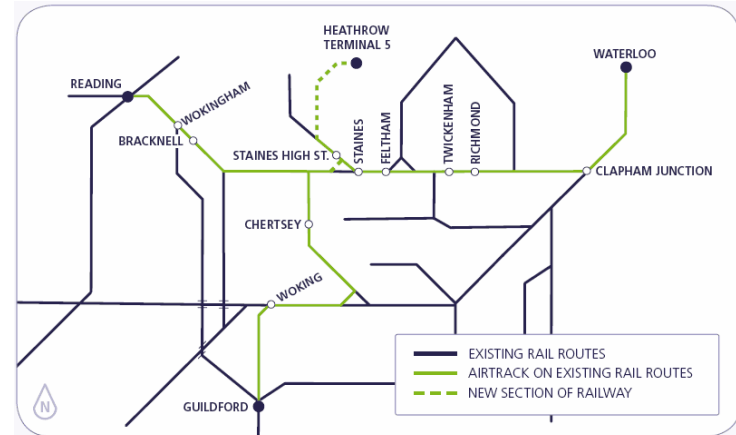 HEATHROW
TERMINAL 5
WATERLOO
READING
WOKINGHAM
BRACKNELL
STAINES HIGH ST.
STAINES
FELTHAM
TWICKENHAM
RICHMOND
CLAPHAM JUNCTION
CHERTSEY
WOKING
GUILDFORD
EXISTING RAIL ROUTES
AIRTRACK ON EXISTING RAIL ROUTES
NEW SECTION OF RAILWAY
N